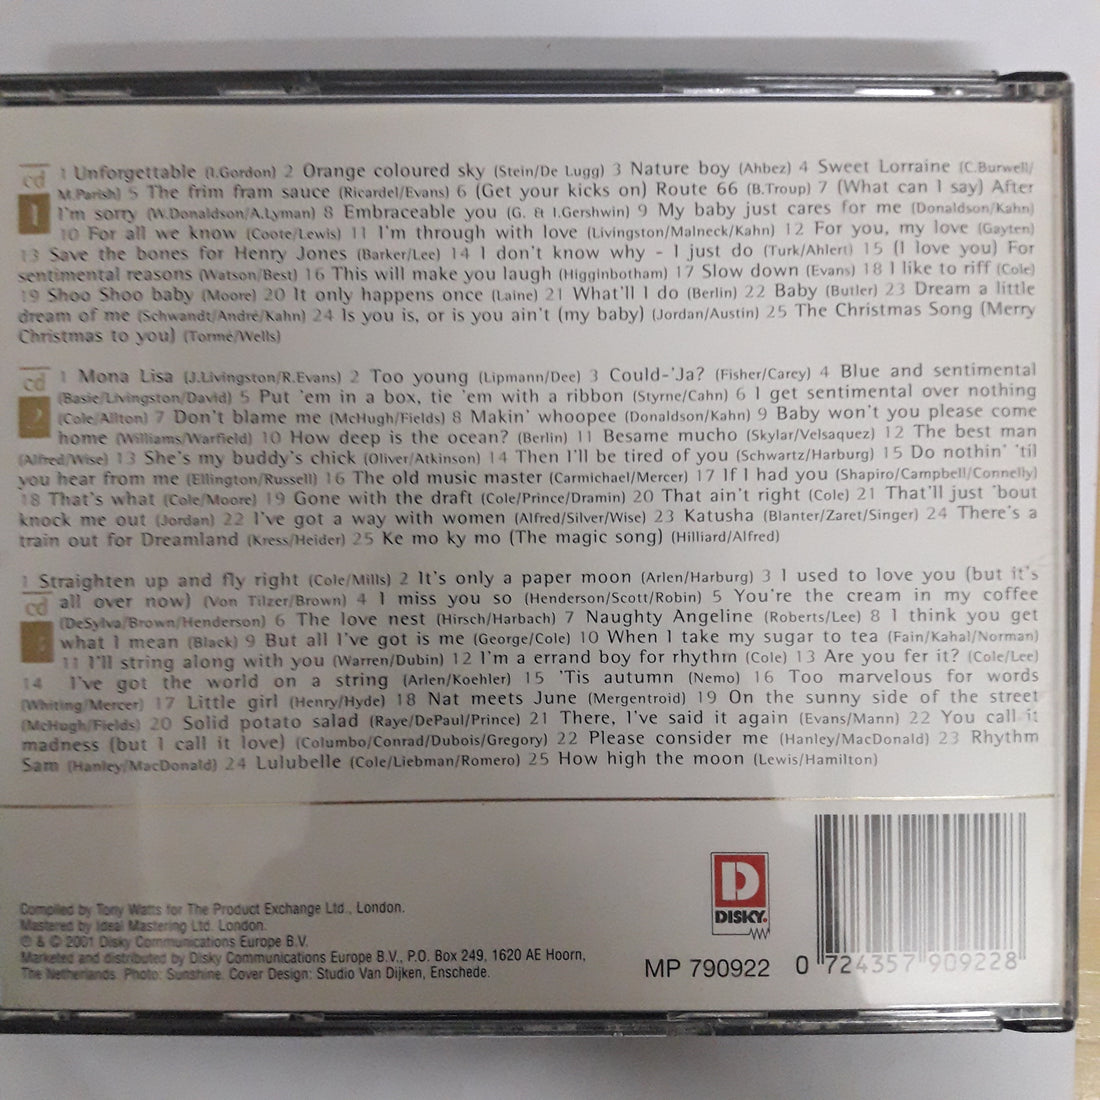 cd 1 Unforgettable (I.Gordon) 2 Orange coloured sky (Stein/De Lugg) 3 Nature boy (Ahbez) 4 Sweet Lorraine (C.Burwell/
1 M.Parish) 5 The frim fram sauce (Ricardel/Evans) 6 (Get your kicks on) Route 66 (B.Troup) 7 (What can I say) After
I'm sorry (W.Donaldson/A.Lyman) 8 Embraceable you (G. & I.Gershwin) 9 My baby just cares for me (Donaldson/Kahn)
10 For all we know (Coote/Lewis) 11 I'm through with love (Livingston/Malneck/Kahn) 12 For you, my love (Gayten)
13 Save the bones for Henry Jones (Barker/Lee) 14 I don't know why - I just do (Turk/Ahlert) 15 (I love you) For
sentimental reasons (Watson/Best) 16 This will make you laugh (Higginbotham) 17 Slow down (Evans) 18 I like to riff (Cole)
19 Shoo Shoo baby (Moore) 20 It only happens once (Laine) 21 What'll I do (Berlin) 22 Baby (Butler) 23 Dream a little
dream of me (Schwandt/André/Kahn) 24 Is you is, or is you ain't (my baby) (Jordan/Austin) 25 The Christmas Song (Merry
Christmas to you) (Tormé/Wells)
cd 1 Mona Lisa (J.Livingston/R.Evans) 2 Too young (Lipmann/Dee) 3 Could-'Ja? (Fisher/Carey) 4 Blue and sentimental
2 (Basie/Livingston/David) 5 Put 'em in a box, tie 'em with a ribbon (Styrne/Cahn) 6 I get sentimental over nothing
(Cole/Allton) 7 Don't blame me (McHugh/Fields) 8 Makin' whoopee (Donaldson/Kahn) 9 Baby won't you please come
home (Williams/Warfield) 10 How deep is the ocean? (Berlin) 11 Besame mucho (Skylar/Velsaquez) 12 The best man
(Alfred/Wise) 13 She's my buddy's chick (Oliver/Atkinson) 14 Then I'll be tired of you (Schwartz/Harburg) 15 Do nothin' 'til
you hear from me (Ellington/Russell) 16 The old music master (Carmichael/Mercer) 17 If I had you (Shapiro/Campbell/Connelly)
18 That's what (Cole/Moore) 19 Gone with the draft (Cole/Prince/Dramin) 20 That ain't right (Cole) 21 That'll just 'bout
knock me out (Jordan) 22 I've got a way with women (Alfred/Silver/Wise) 23 Katusha (Blanter/Zaret/Singer) 24 There's a
train out for Dreamland (Kress/Heider) 25 Ke mo ky mo (The magic song) (Hilliard/Alfred)
1 Straighten up and fly right (Cole/Mills) 2 It's only a paper moon (Arlen/Harburg) 3 I used to love you (but it's
cd all over now) (Von Tilzer/Brown) 4 I miss you so (Henderson/Scott/Robin) 5 You're the cream in my coffee
(DeSylva/Brown/Henderson) 6 The love nest (Hirsch/Harbach) 7 Naughty Angeline (Roberts/Lee) 8 I think you get
what I mean (Black) 9 But all I've got is me (George/Cole) 10 When I take my sugar to tea (Fain/Kahal/Norman)
11 I'll string along with you (Warren/Dubin) 12 I'm a errand boy for rhythm (Cole) 13 Are you fer it? (Cole/Lee)
14 I've got the world on a string (Arlen/Koehler) 15 'Tis autumn (Nemo) 16 Too marvelous for words
(Whiting/Mercer) 17 Little girl (Henry/Hyde) 18 Nat meets June (Mergentroid) 19 On the sunny side of the street
(McHugh/Fields) 20 Solid potato salad (Raye/DePaul/Prince) 21 There, I've said it again (Evans/Mann) 22 You call it
madness (but I call it love) (Columbo/Conrad/Dubois/Gregory) 22 Please consider me (Hanley/MacDonald) 23 Rhythm
Sam (Hanley/MacDonald) 24 Lulubelle (Cole/Liebman/Romero) 25 How high the moon (Lewis/Hamilton)
Compiled by Tony Watts for The Product Exchange Ltd., London.
Mastered by Ideal Mastering Ltd. London.
℗ & © 2001 Disky Communications Europe B.V.
Marketed and distributed by Disky Communications Europe B.V., P.O. Box 249, 1620 AE Hoorn,
The Netherlands. Photo: Sunshine. Cover Design: Studio Van Dijken, Enschede.
D
DISKY.
MP 790922
0 724357 909228